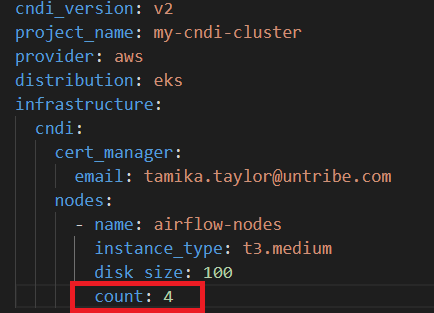 cndi_version: v2
project_name: my-cndi-cluster
provider: aws
distribution: eks
infrastructure:
cndi:
cert_manager:
email: tamika.taylor@untribe.com
nodes:
- name: airflow-nodes
instance_type: t3.medium
disk_size: 100
count: 4